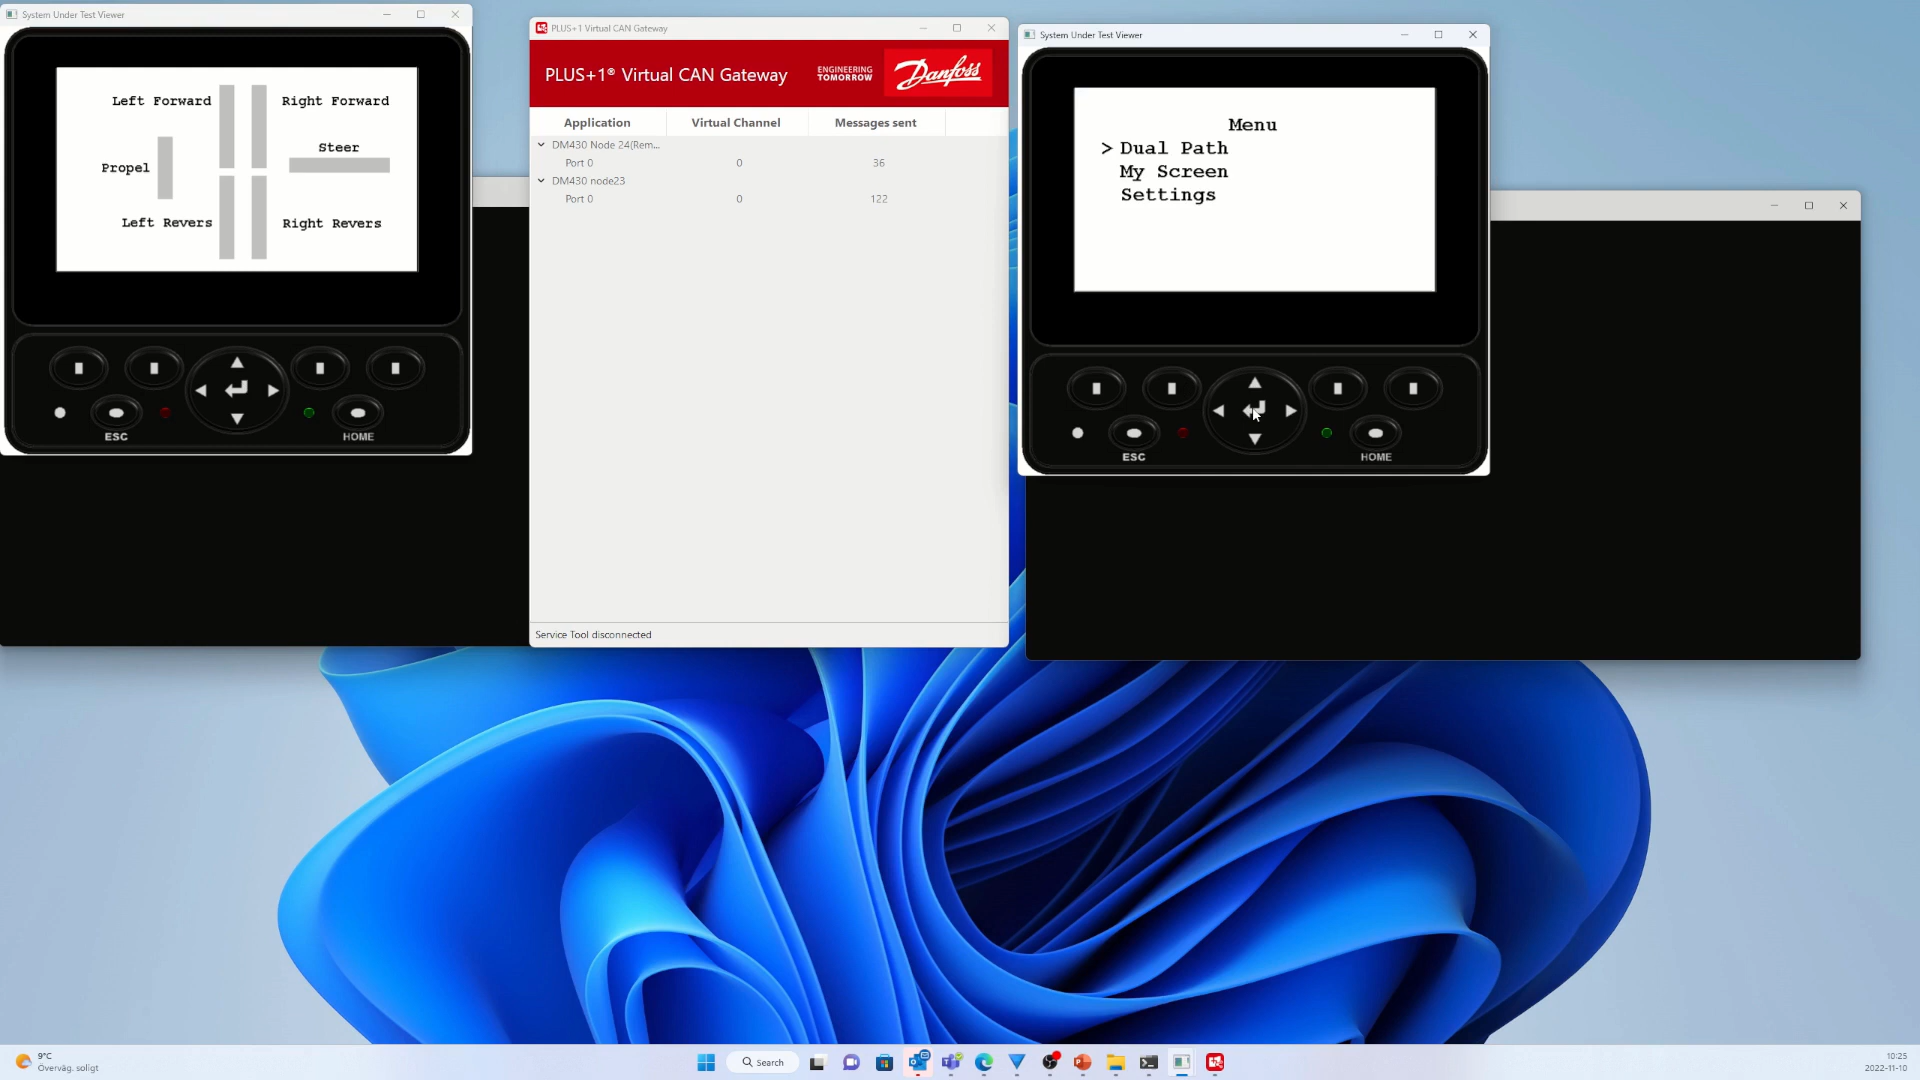 System Under Test Viewer
Left Forward
Right Forward
Steer
Propel
Left Revers
Right Revers
ESC
HOME
PLUS+1 Virtual CAN Gateway
PLUS+1® Virtual CAN Gateway
ENGINEERING
TOMORROW
Danfoss
Application Virtual Channel Messages sent
DM430 Node 24(Rem...
Port 0 0 36
DM430 node23
Port 0 0 122
Service Tool disconnected
System Under Test Viewer
Menu
> Dual Path
My Screen
Settings
ESC
HOME
9°C
Överväg. soligt
Search
10:25
2022-11-10